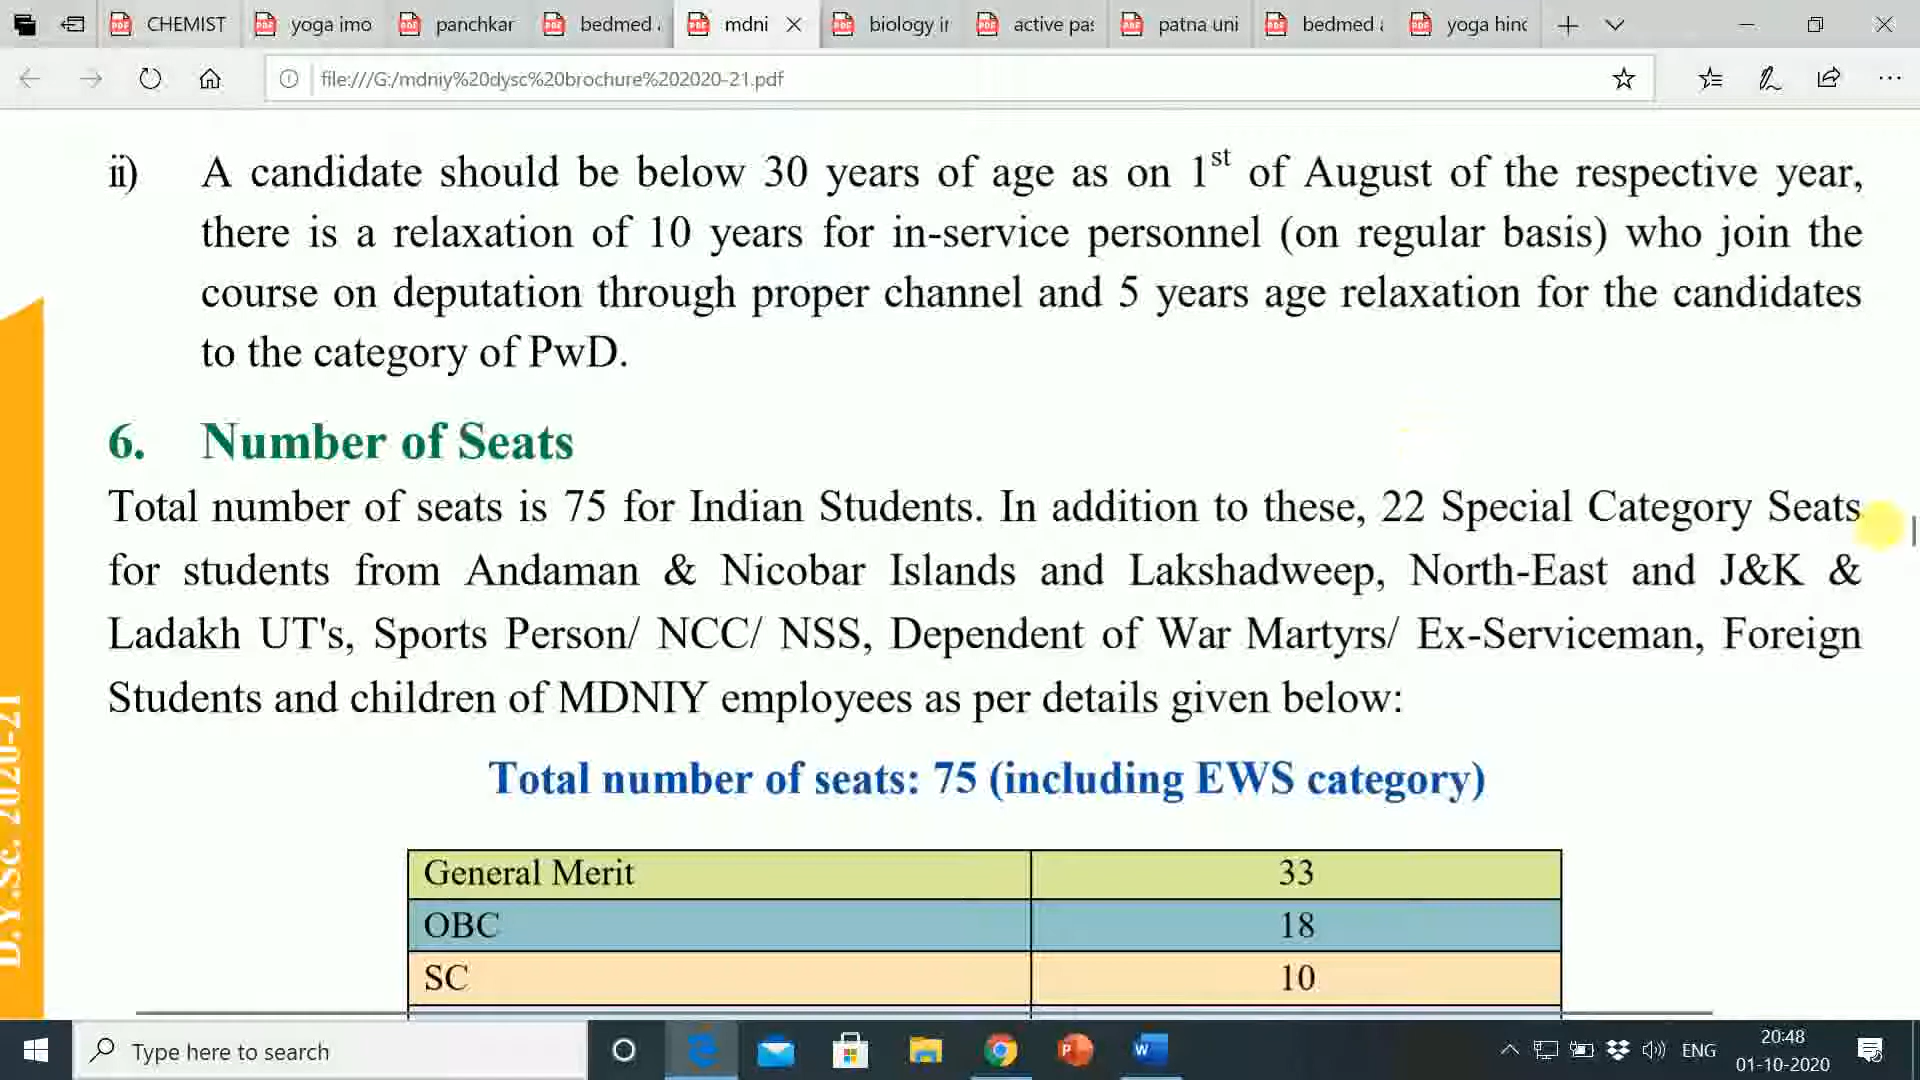 CHEMIST
yoga imo
panchkar
bedmed
mdni
biology ir
active pas
patna uni
bedmed
yoga hind
file:///G:/mdniy%20dysc%20brochure%202020-21.pdf
ii) A candidate should be below 30 years of age as on 1st of August of the respective year,
there is a relaxation of 10 years for in-service personnel (on regular basis) who join the
course on deputation through proper channel and 5 years age relaxation for the candidates
to the category of PwD.
6. Number of Seats
Total number of seats is 75 for Indian Students. In addition to these, 22 Special Category Seats
for students from Andaman & Nicobar Islands and Lakshadweep, North-East and J&K &
Ladakh UT's, Sports Person/ NCC/ NSS, Dependent of War Martyrs/ Ex-Serviceman, Foreign
Students and children of MDNIY employees as per details given below:
D.Y.Sc. 2020-21
Total number of seats: 75 (including EWS category)
General Merit 33
OBC 18
SC 10
Type here to search
ENG
20:48
01-10-2020